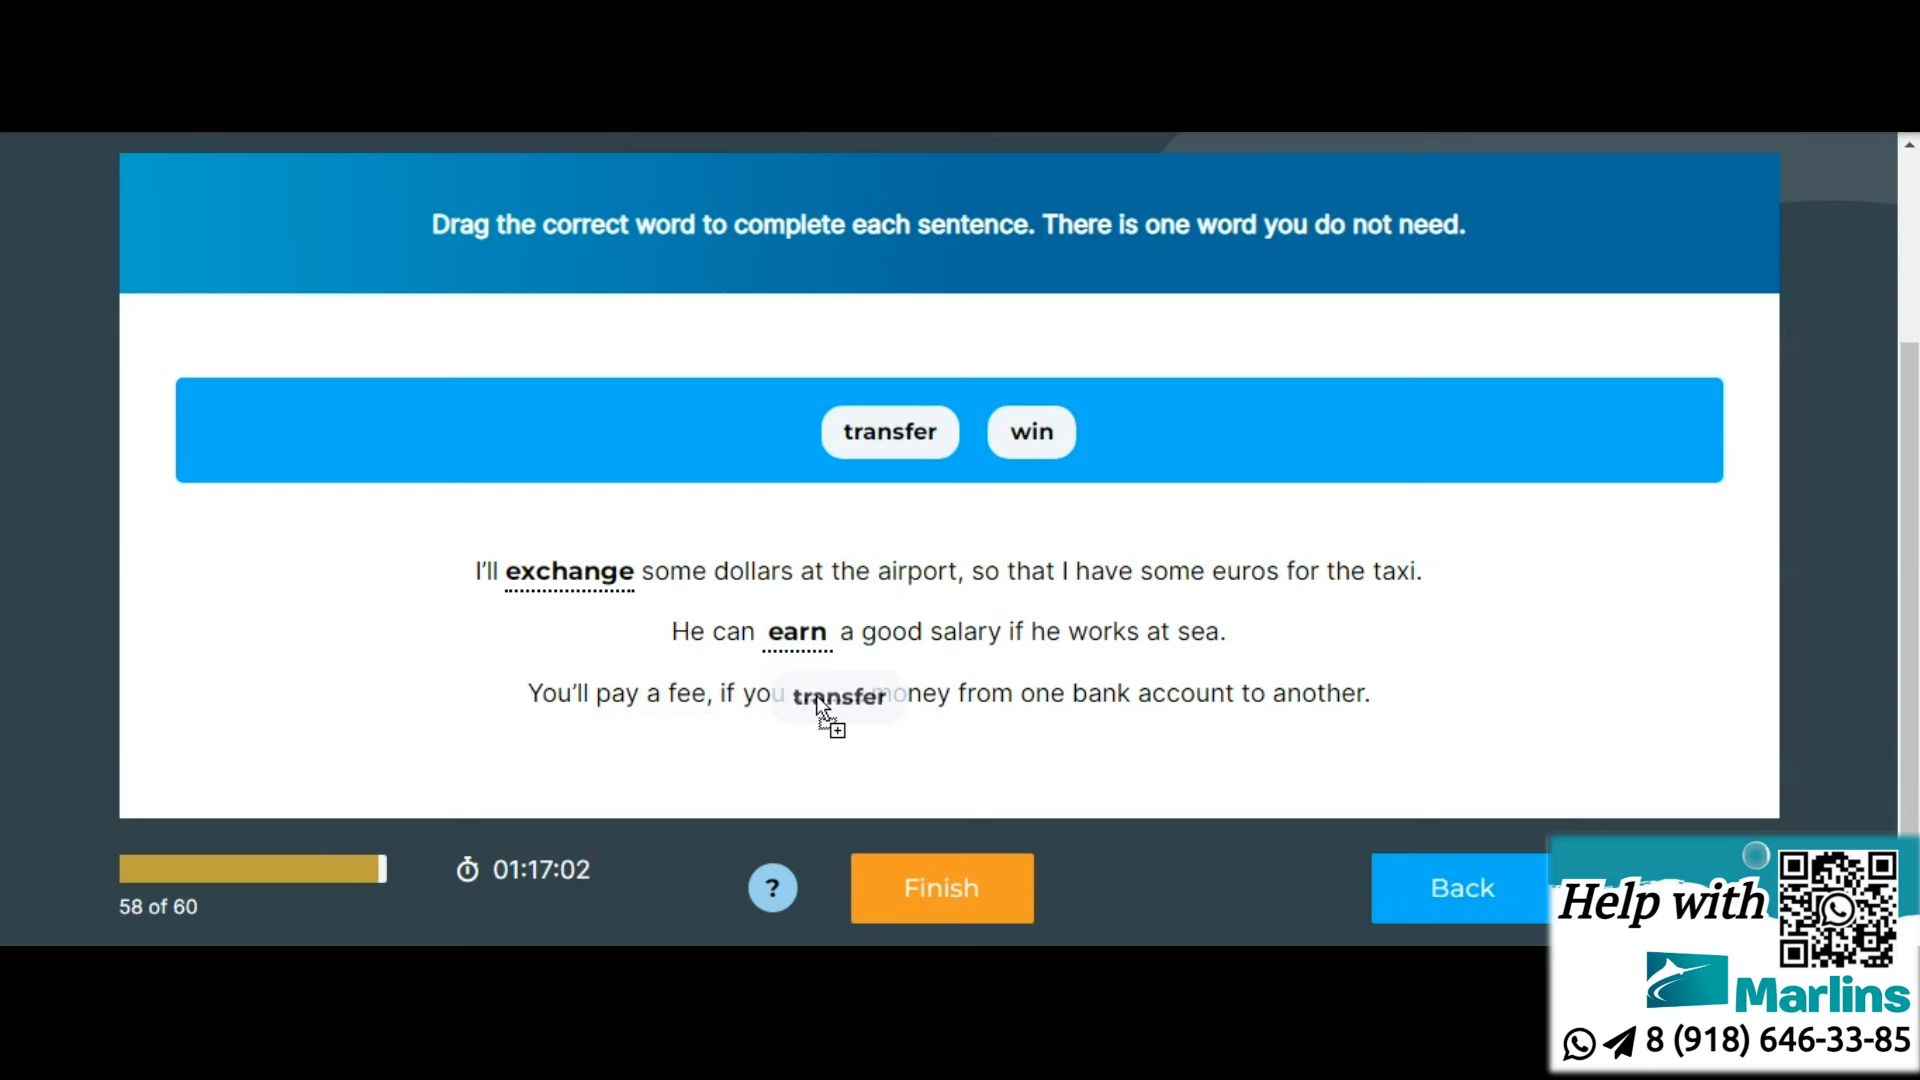 Drag the correct word to complete each sentence. There is one word you do not need.
transfer win
I'll exchange some dollars at the airport, so that I have some euros for the taxi.
He can earn a good salary if he works at sea.
You'll pay a fee, if you transfer money from one bank account to another.
01:17:02
58 of 60
?
Finish
Back
Help with
Marlins
8 (918) 646-33-85